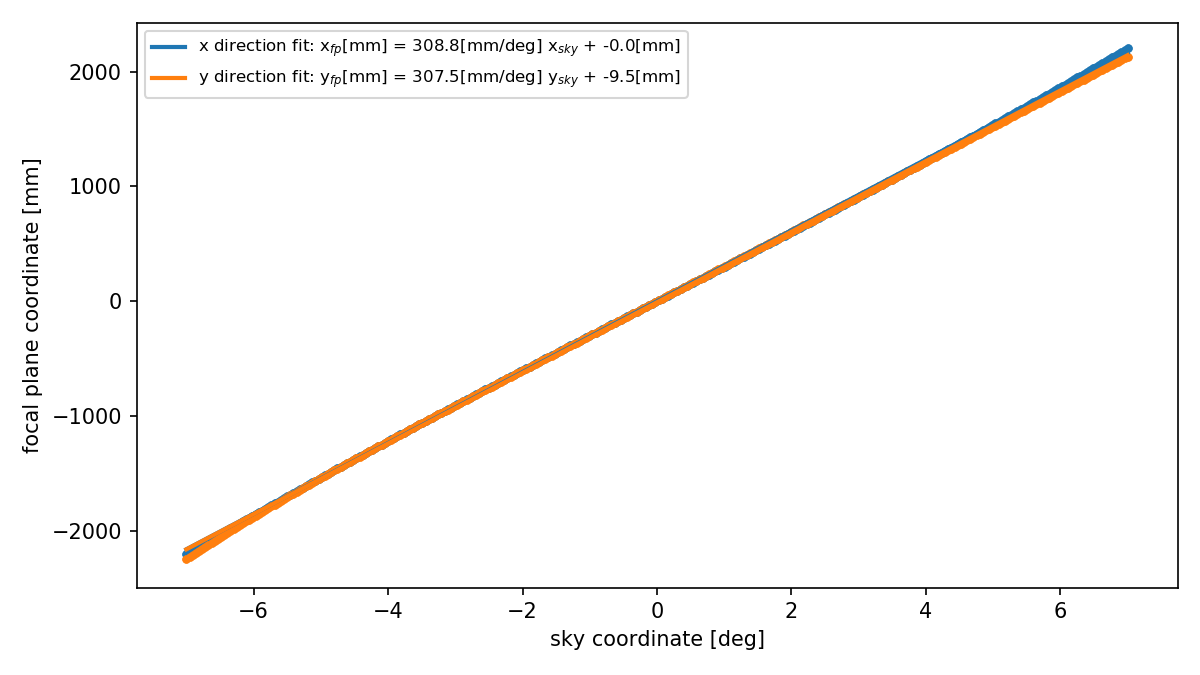 x direction fit: x_fp[mm] = 308.8[mm/deg] x_sky + -0.0[mm]
y direction fit: y_fp[mm] = 307.5[mm/deg] y_sky + -9.5[mm]
focal plane coordinate [mm]
2000
1000
0
−1000
−2000
−6 −4 −2 0 2 4 6
sky coordinate [deg]